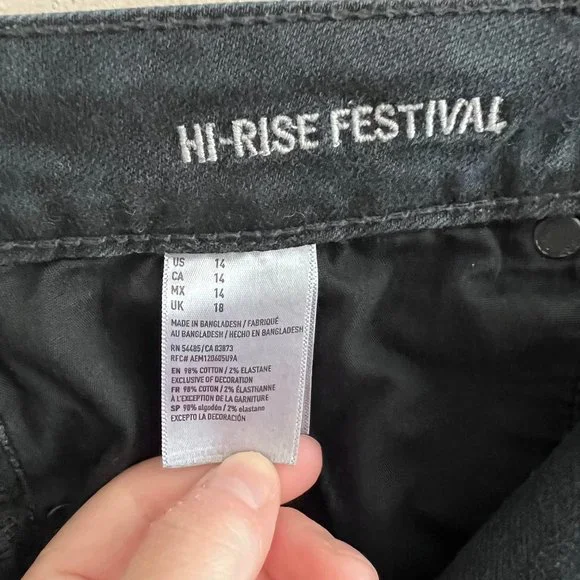 HI-RISE FESTIVAL
US 14
CA 14
MX 14
UK 18
MADE IN BANGLADESH / FABRIQUÉ
AU BANGLADESH / HECHO EN BANGLADESH
RN 54485/CA 03873
RFC# AEM120405U9A
EN 98% COTTON / 2% ELASTANE
EXCLUSIVE OF DECORATION
FR 98% COTON / 2% ÉLASTHANNE
À L'EXCEPTION DE LA GARNITURE
SP 98% algodón / 2% elastano
EXCEPTO LA DECORACIÓN